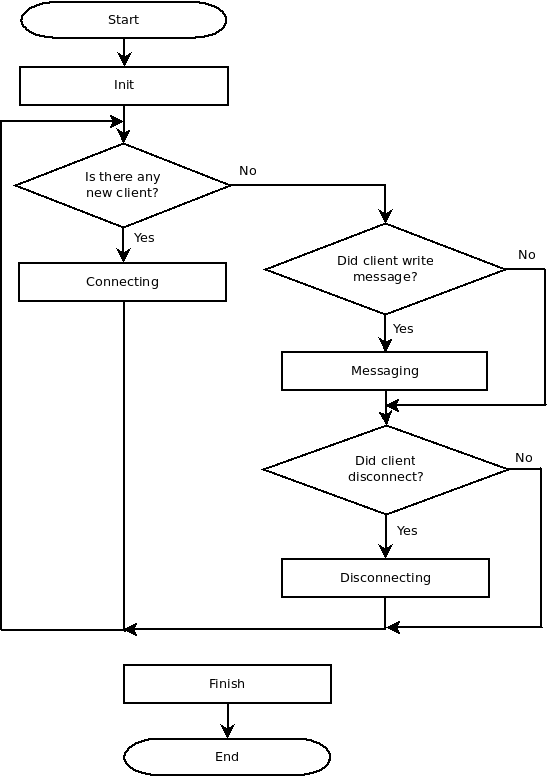 Start
Init
Is there any
new client?
No
Yes
Connecting
Did client write
message?
No
Yes
Messaging
Did client
disconnect?
No
Yes
Disconnecting
Finish
End